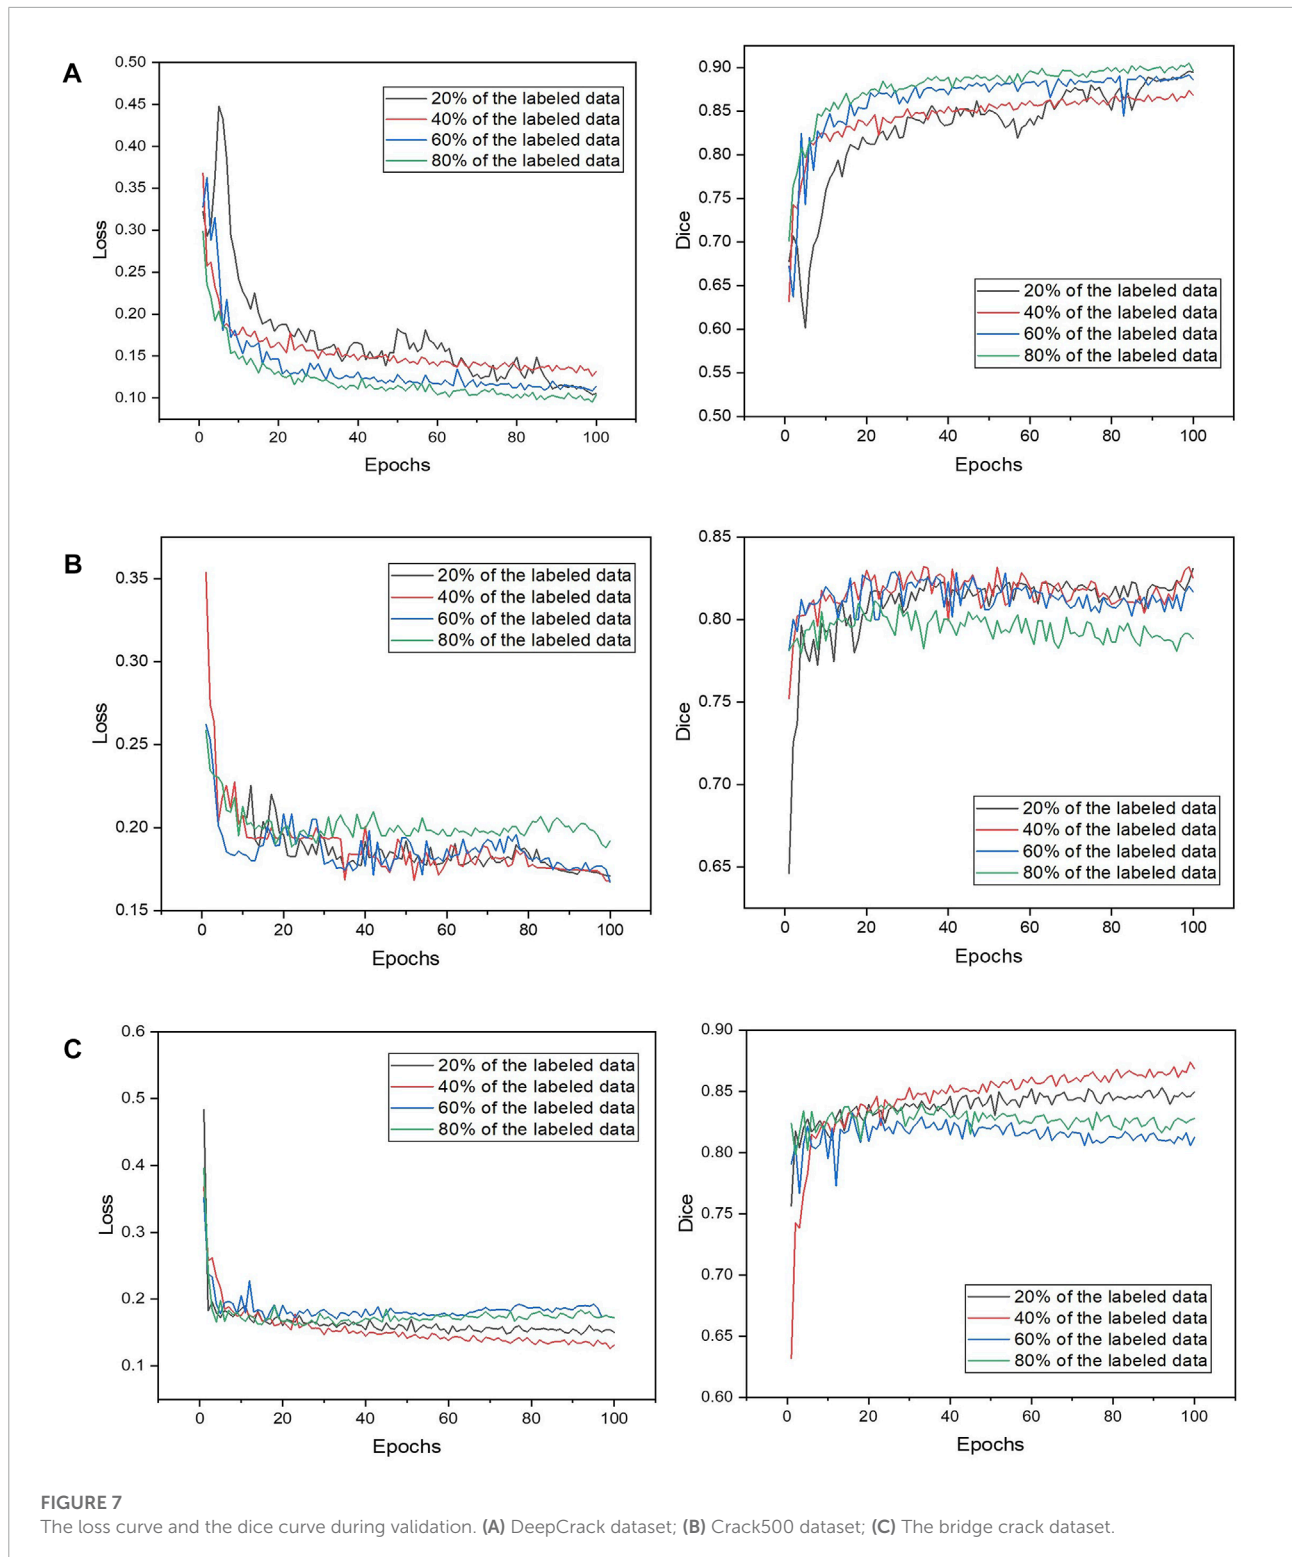 A
0.50
0.45
0.40
0.35
0.30
0.25
0.20
0.15
0.10
Loss
0
20
40
60
80
100
Epochs
20% of the labeled data
40% of the labeled data
60% of the labeled data
80% of the labeled data
0.90
0.85
0.80
0.75
0.70
0.65
0.60
0.55
0.50
Dice
0
20
40
60
80
100
Epochs
20% of the labeled data
40% of the labeled data
60% of the labeled data
80% of the labeled data
B
0.35
0.30
0.25
0.20
0.15
Loss
0
20
40
60
80
100
Epochs
20% of the labeled data
40% of the labeled data
60% of the labeled data
80% of the labeled data
0.85
0.80
0.75
0.70
0.65
Dice
0
20
40
60
80
100
Epochs
20% of the labeled data
40% of the labeled data
60% of the labeled data
80% of the labeled data
C
0.6
0.5
0.4
0.3
0.2
0.1
Loss
0
20
40
60
80
100
Epochs
20% of the labeled data
40% of the labeled data
60% of the labeled data
80% of the labeled data
0.90
0.85
0.80
0.75
0.70
0.65
0.60
Dice
0
20
40
60
80
100
Epochs
20% of the labeled data
40% of the labeled data
60% of the labeled data
80% of the labeled data
FIGURE 7
The loss curve and the dice curve during validation. (A) DeepCrack dataset; (B) Crack500 dataset; (C) The bridge crack dataset.